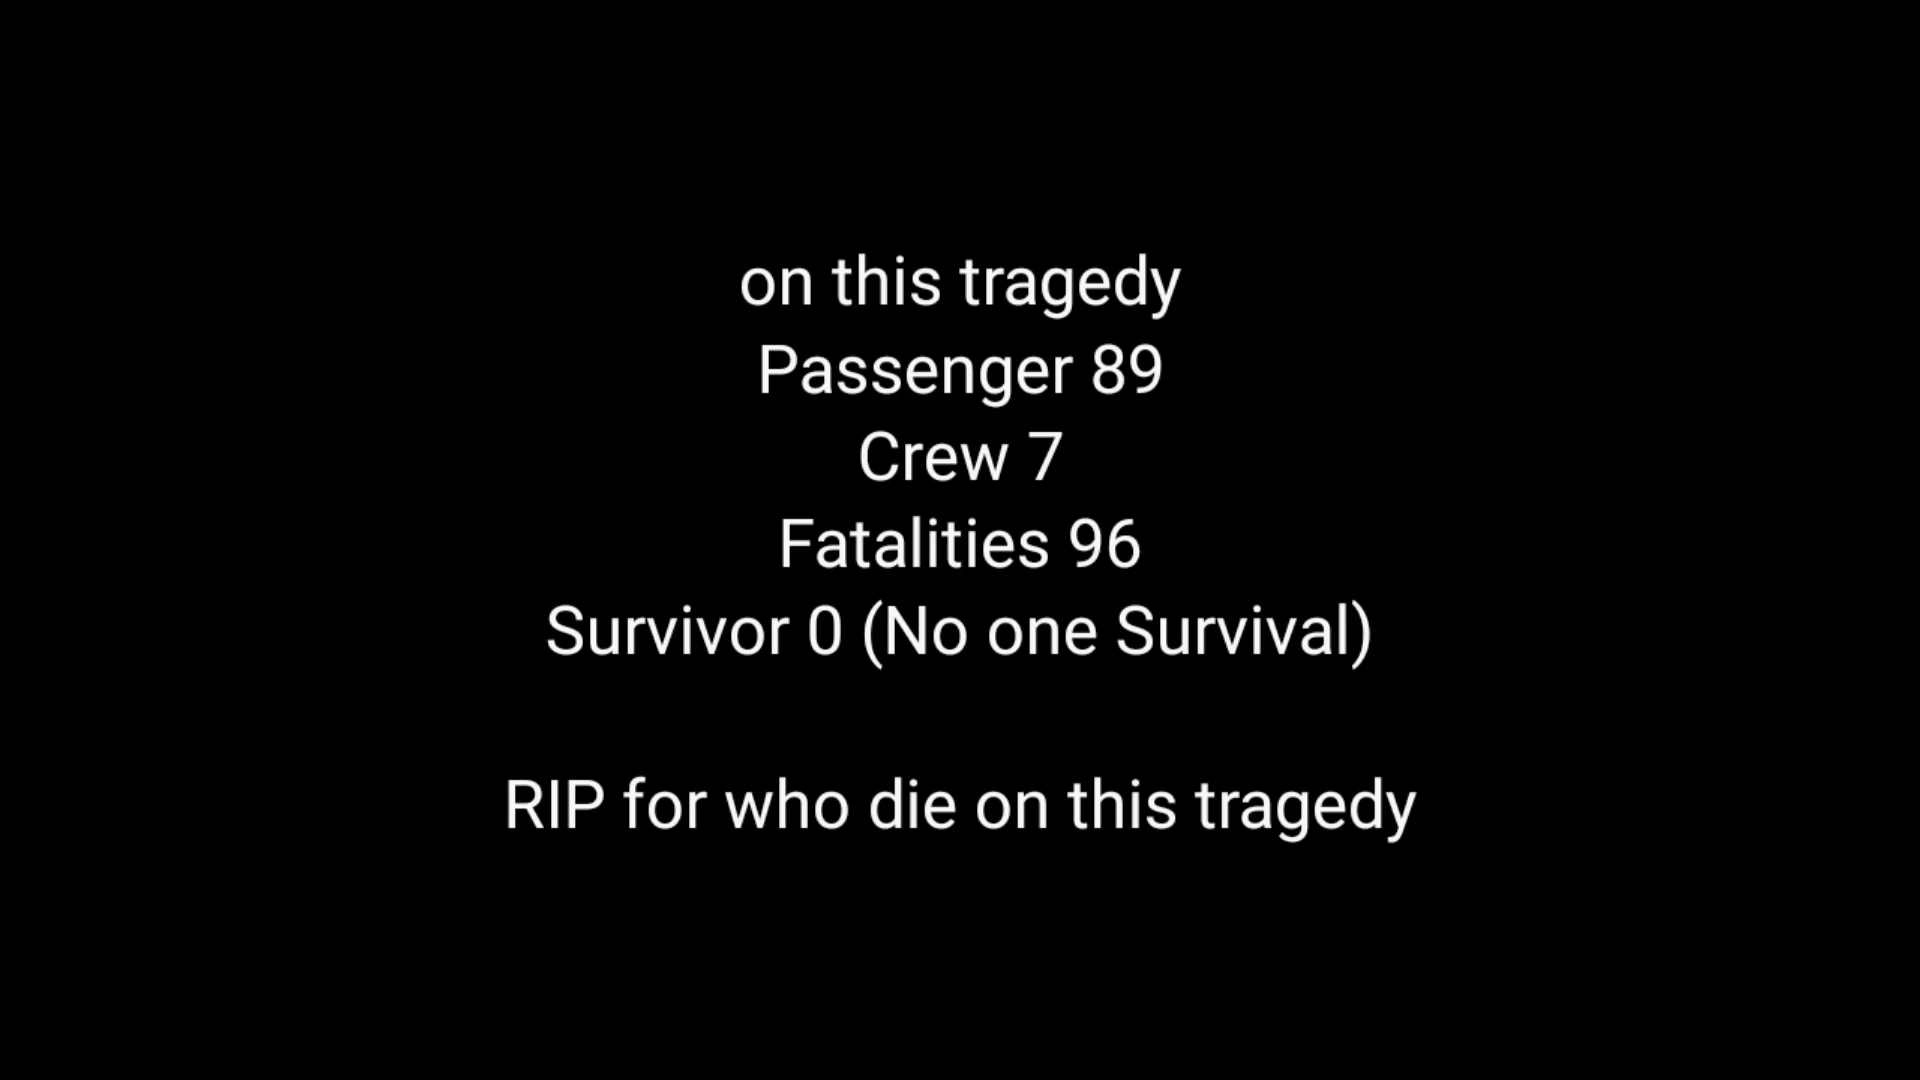 on this tragedy
Passenger 89
Crew 7
Fatalities 96
Survivor 0 (No one Survival)
RIP for who die on this tragedy